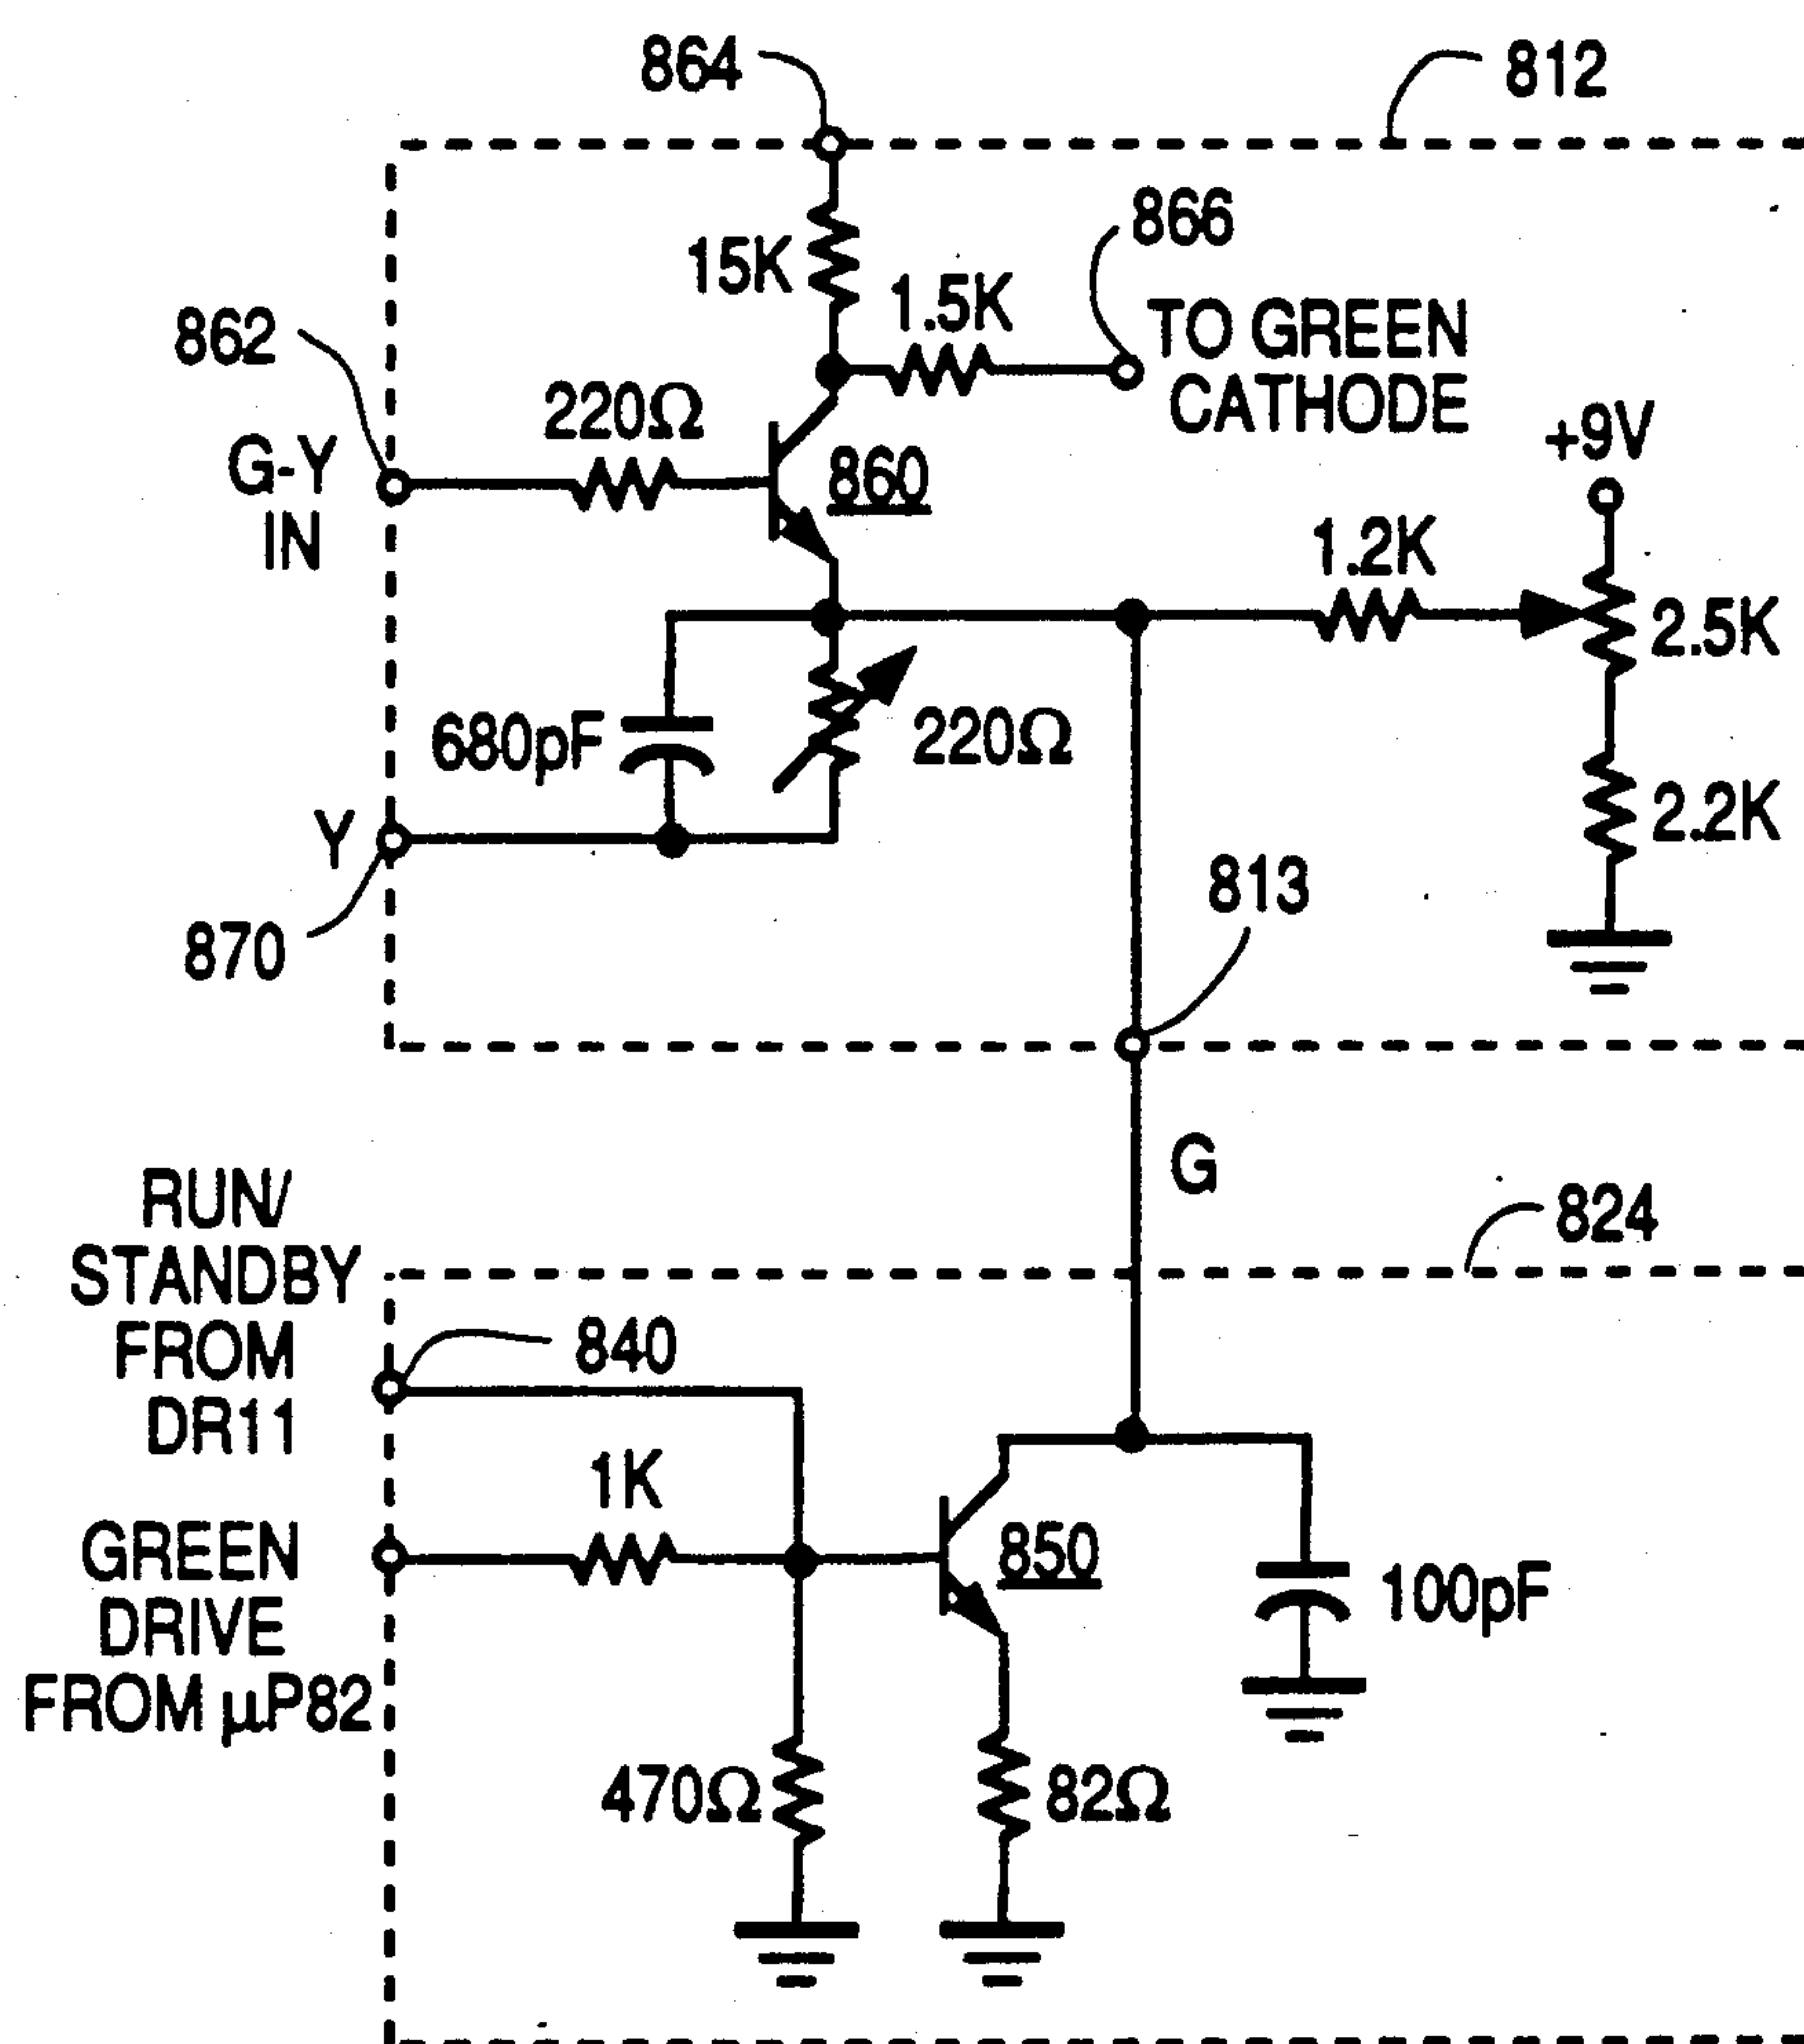 864
812
866
15K
1.5K
TO GREEN
CATHODE
862
220Ω
G-Y
IN
860
+9V
1.2K
2.5K
680pF
220Ω
2.2K
Y
813
870
G
RUN/
STANDBY
FROM
DR11
824
840
1K
GREEN
DRIVE
FROM µP82
850
100pF
470Ω
82Ω